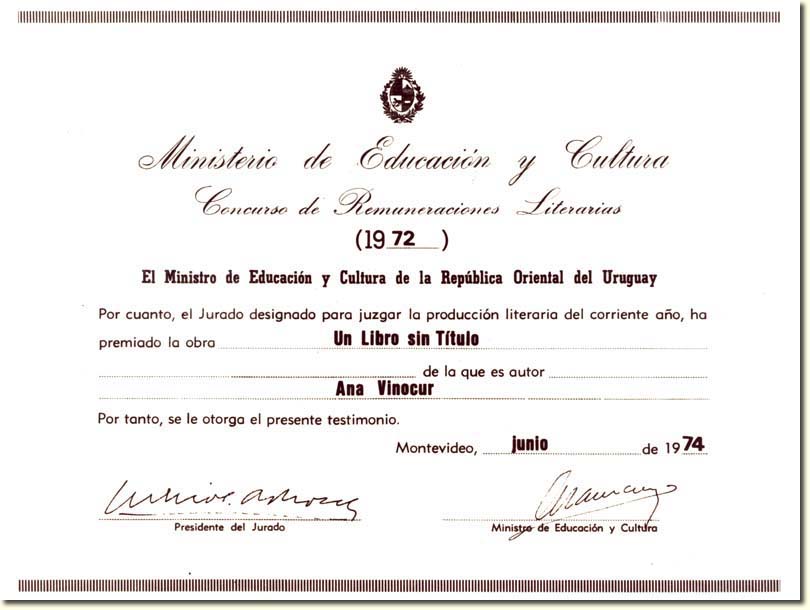 Ministerio de Educación y Cultura
Concurso de Remuneraciones Literarias
(1972)
El Ministro de Educación y Cultura de la República Oriental del Uruguay
Por cuanto, el Jurado designado para juzgar la producción literaria del corriente año, ha
premiado la obra Un Libro sin Título
de la que es autor
Ana Vinocur
Por tanto, se le otorga el presente testimonio.
Montevideo, junio de 1974
Presidente del Jurado Ministro de Educación y Cultura